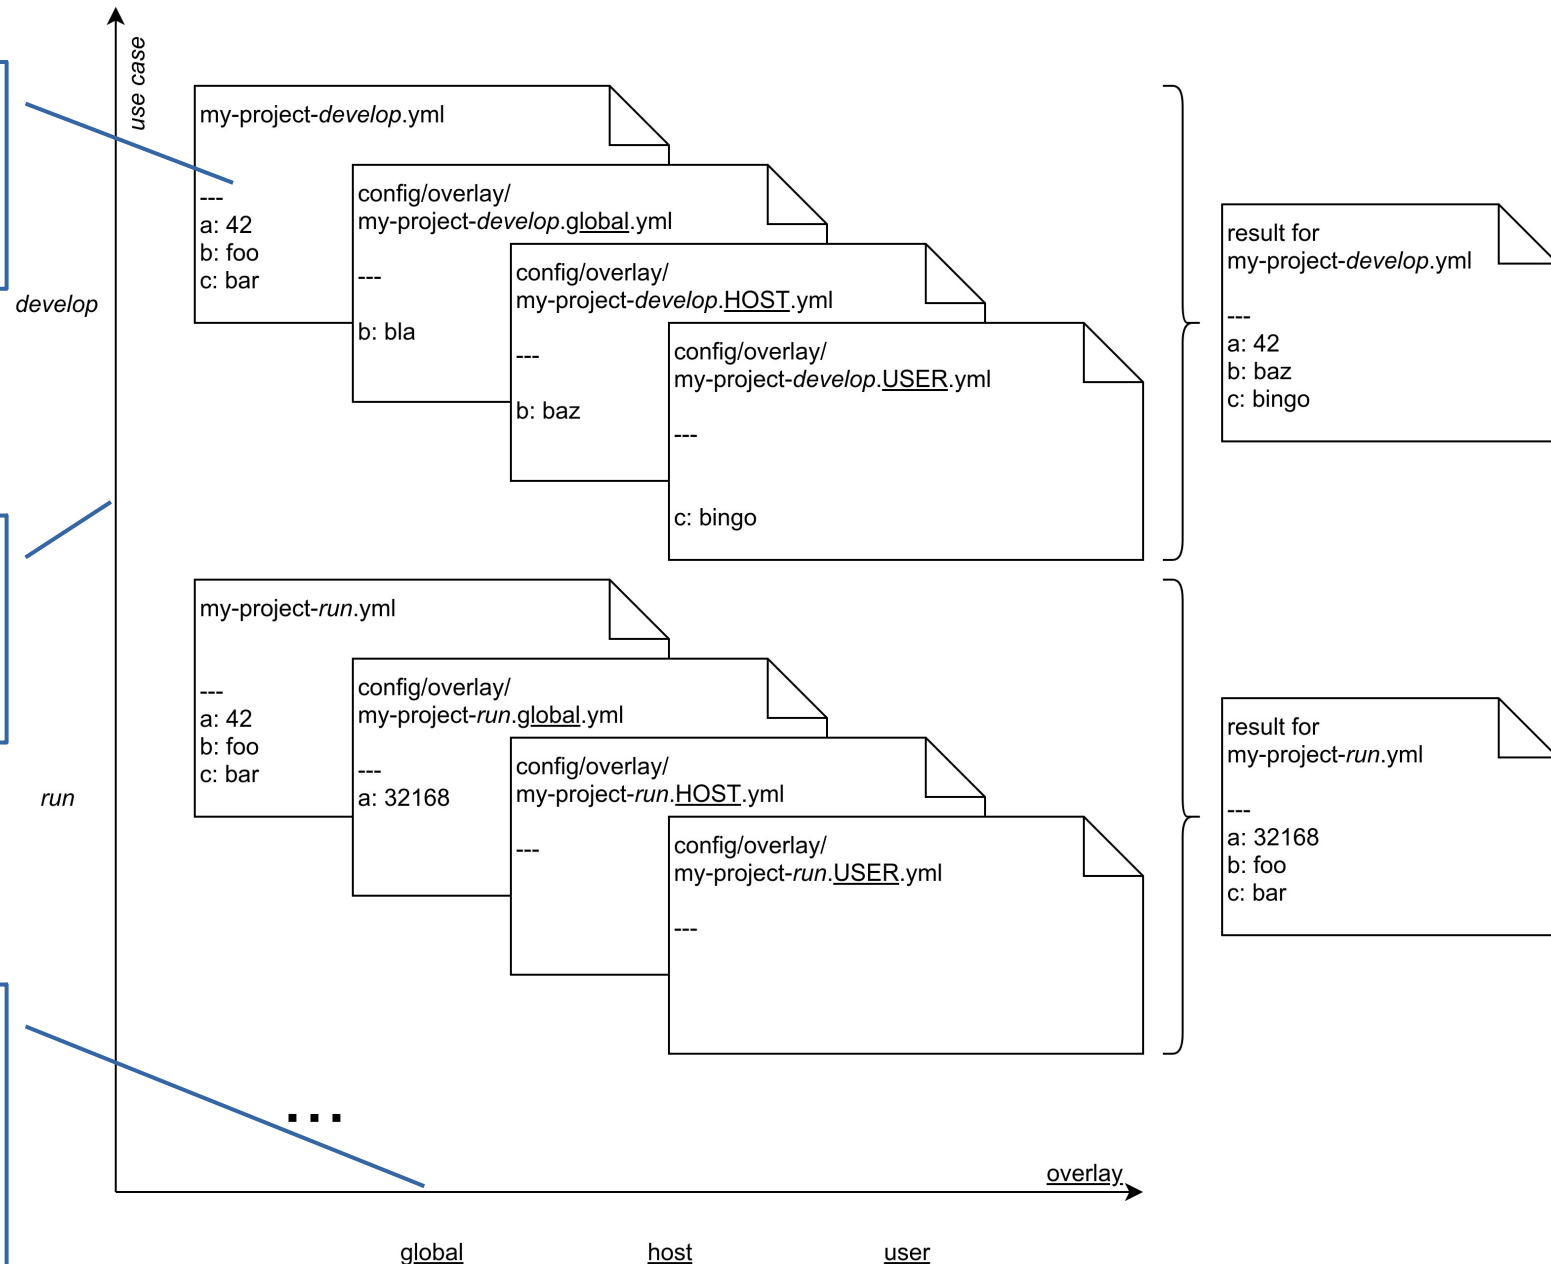 use case
my-project-develop.yml
---
a: 42
b: foo
c: bar
config/overlay/
my-project-develop.global.yml
---
b: bla
config/overlay/
my-project-develop.HOST.yml
---
b: baz
config/overlay/
my-project-develop.USER.yml
---
c: bingo
result for
my-project-develop.yml
---
a: 42
b: baz
c: bingo
develop
my-project-run.yml
---
a: 42
b: foo
c: bar
config/overlay/
my-project-run.global.yml
---
a: 32168
config/overlay/
my-project-run.HOST.yml
---
config/overlay/
my-project-run.USER.yml
---
result for
my-project-run.yml
---
a: 32168
b: foo
c: bar
run
...
overlay
global
host
user